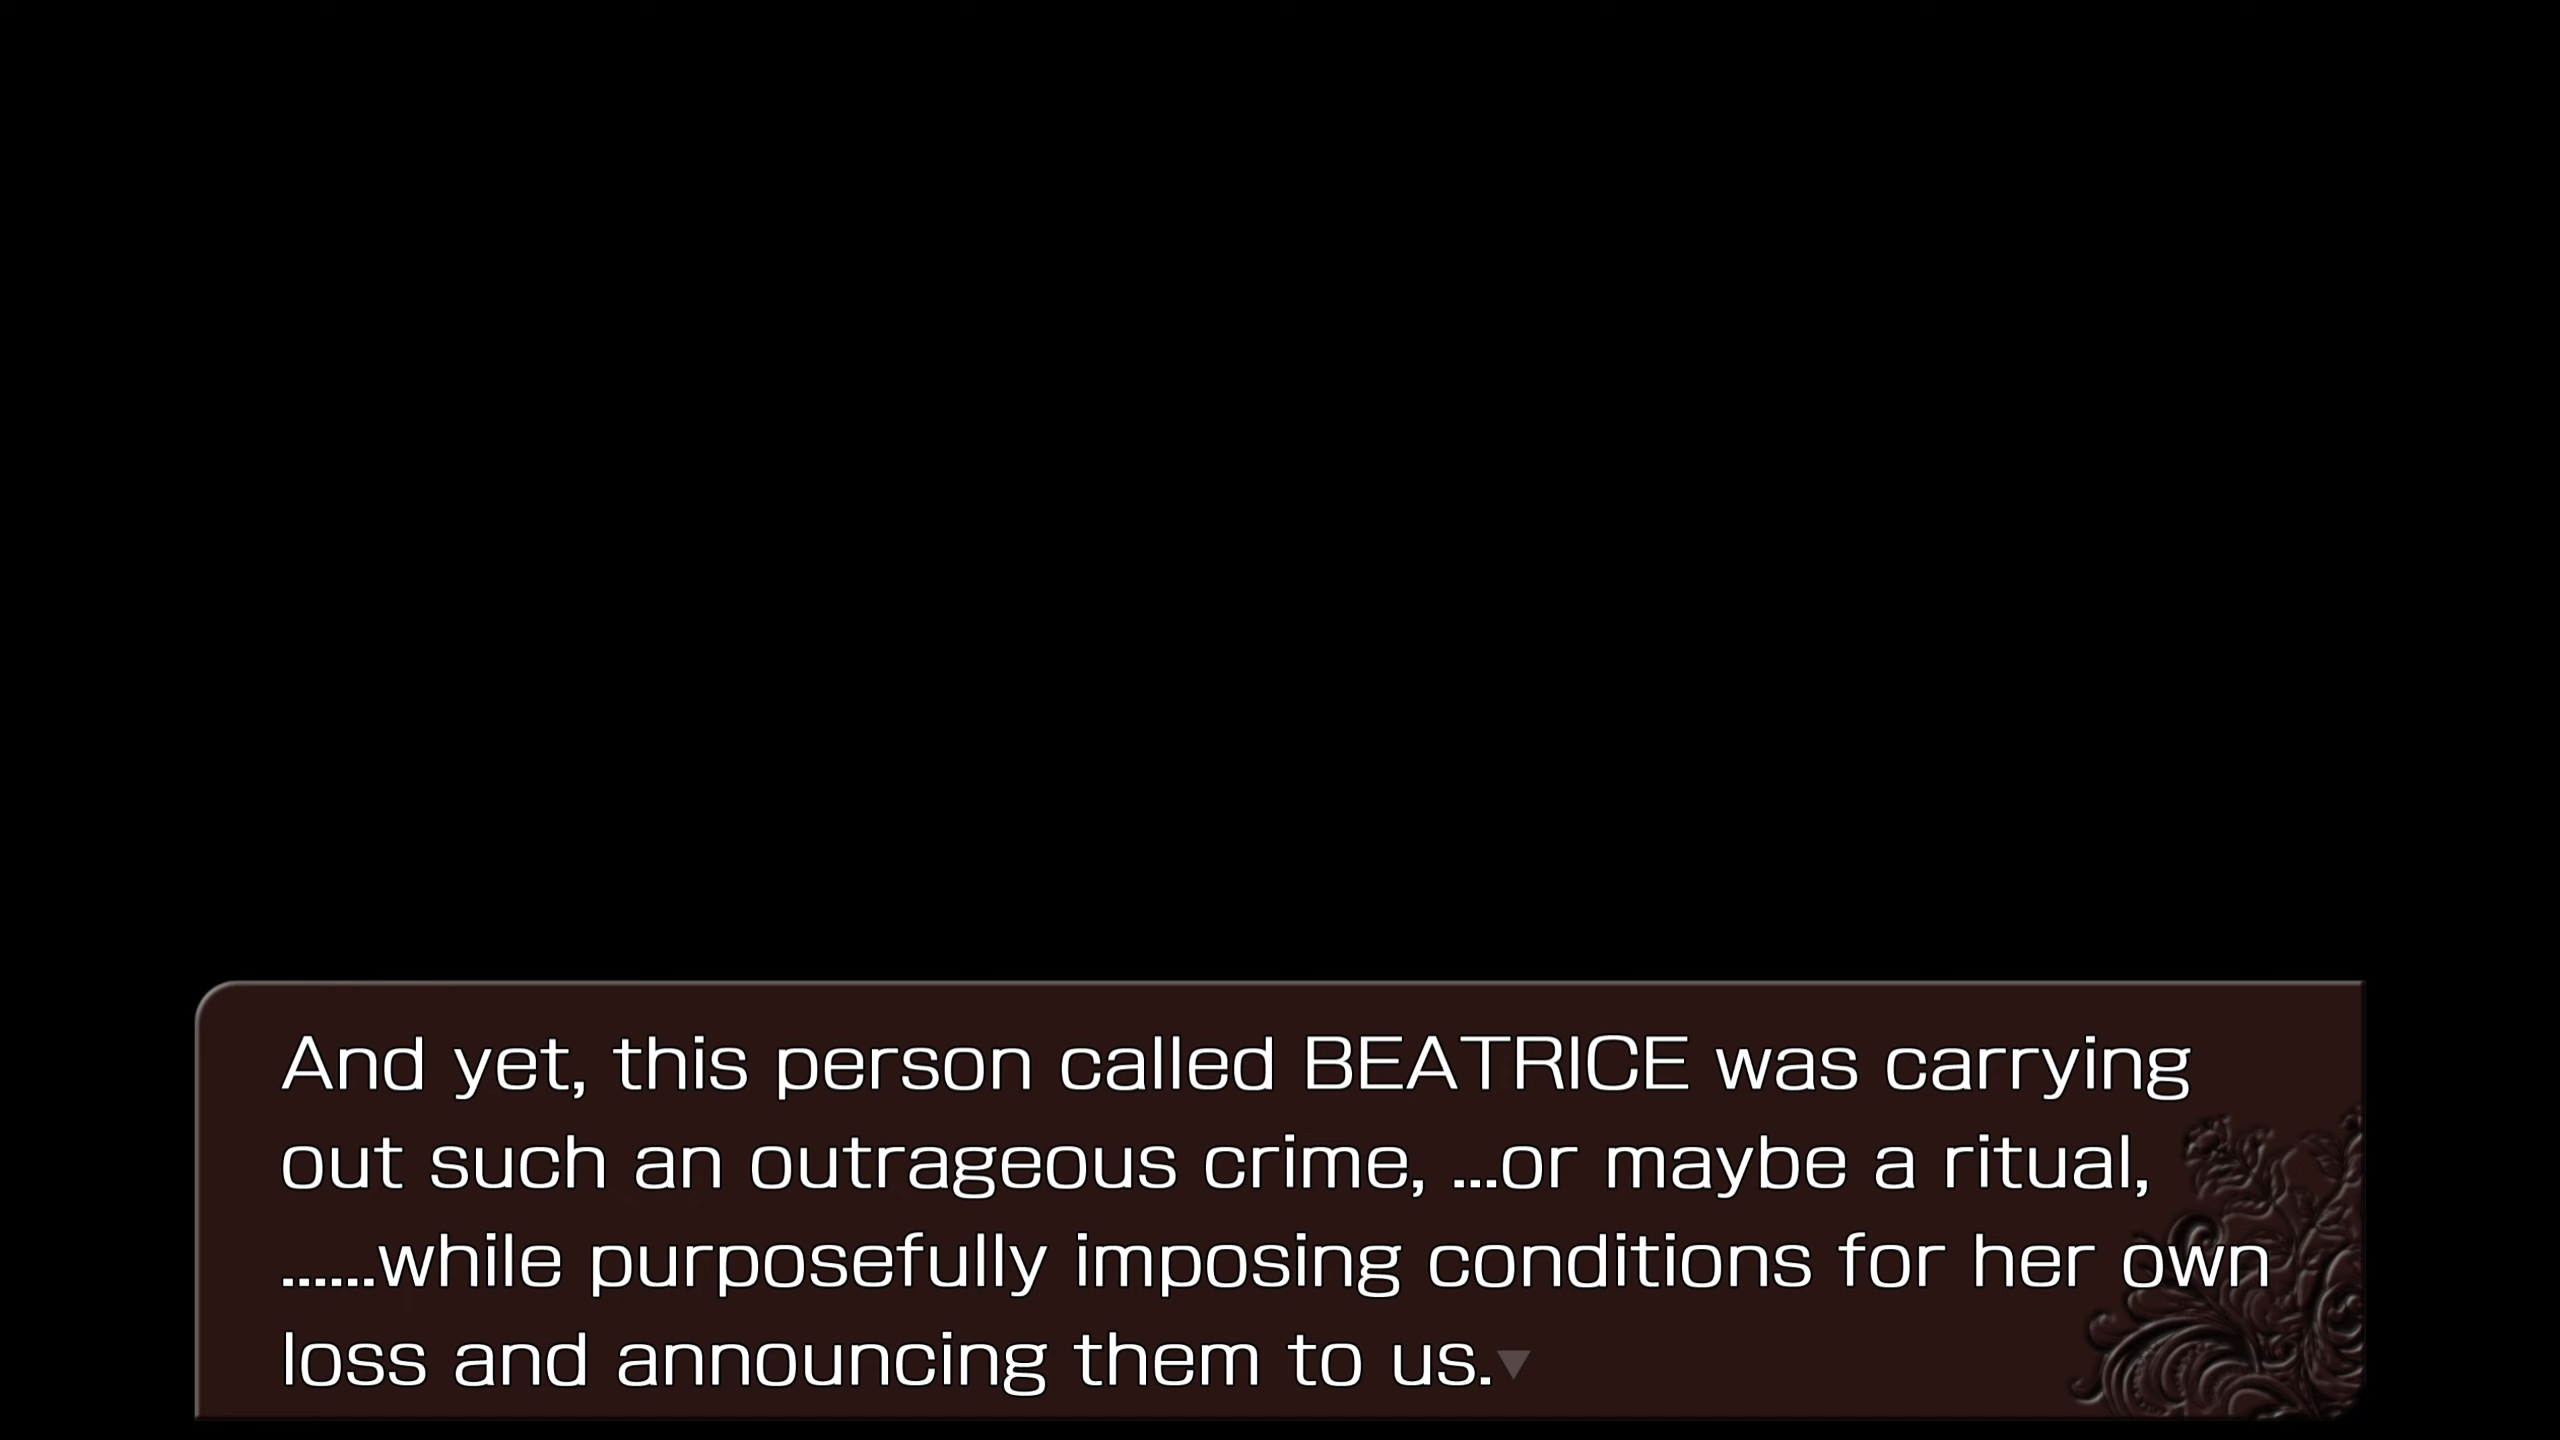 And yet, this person called BEATRICE was carrying
out such an outrageous crime, ...or maybe a ritual,
......while purposefully imposing conditions for her own
loss and announcing them to us.